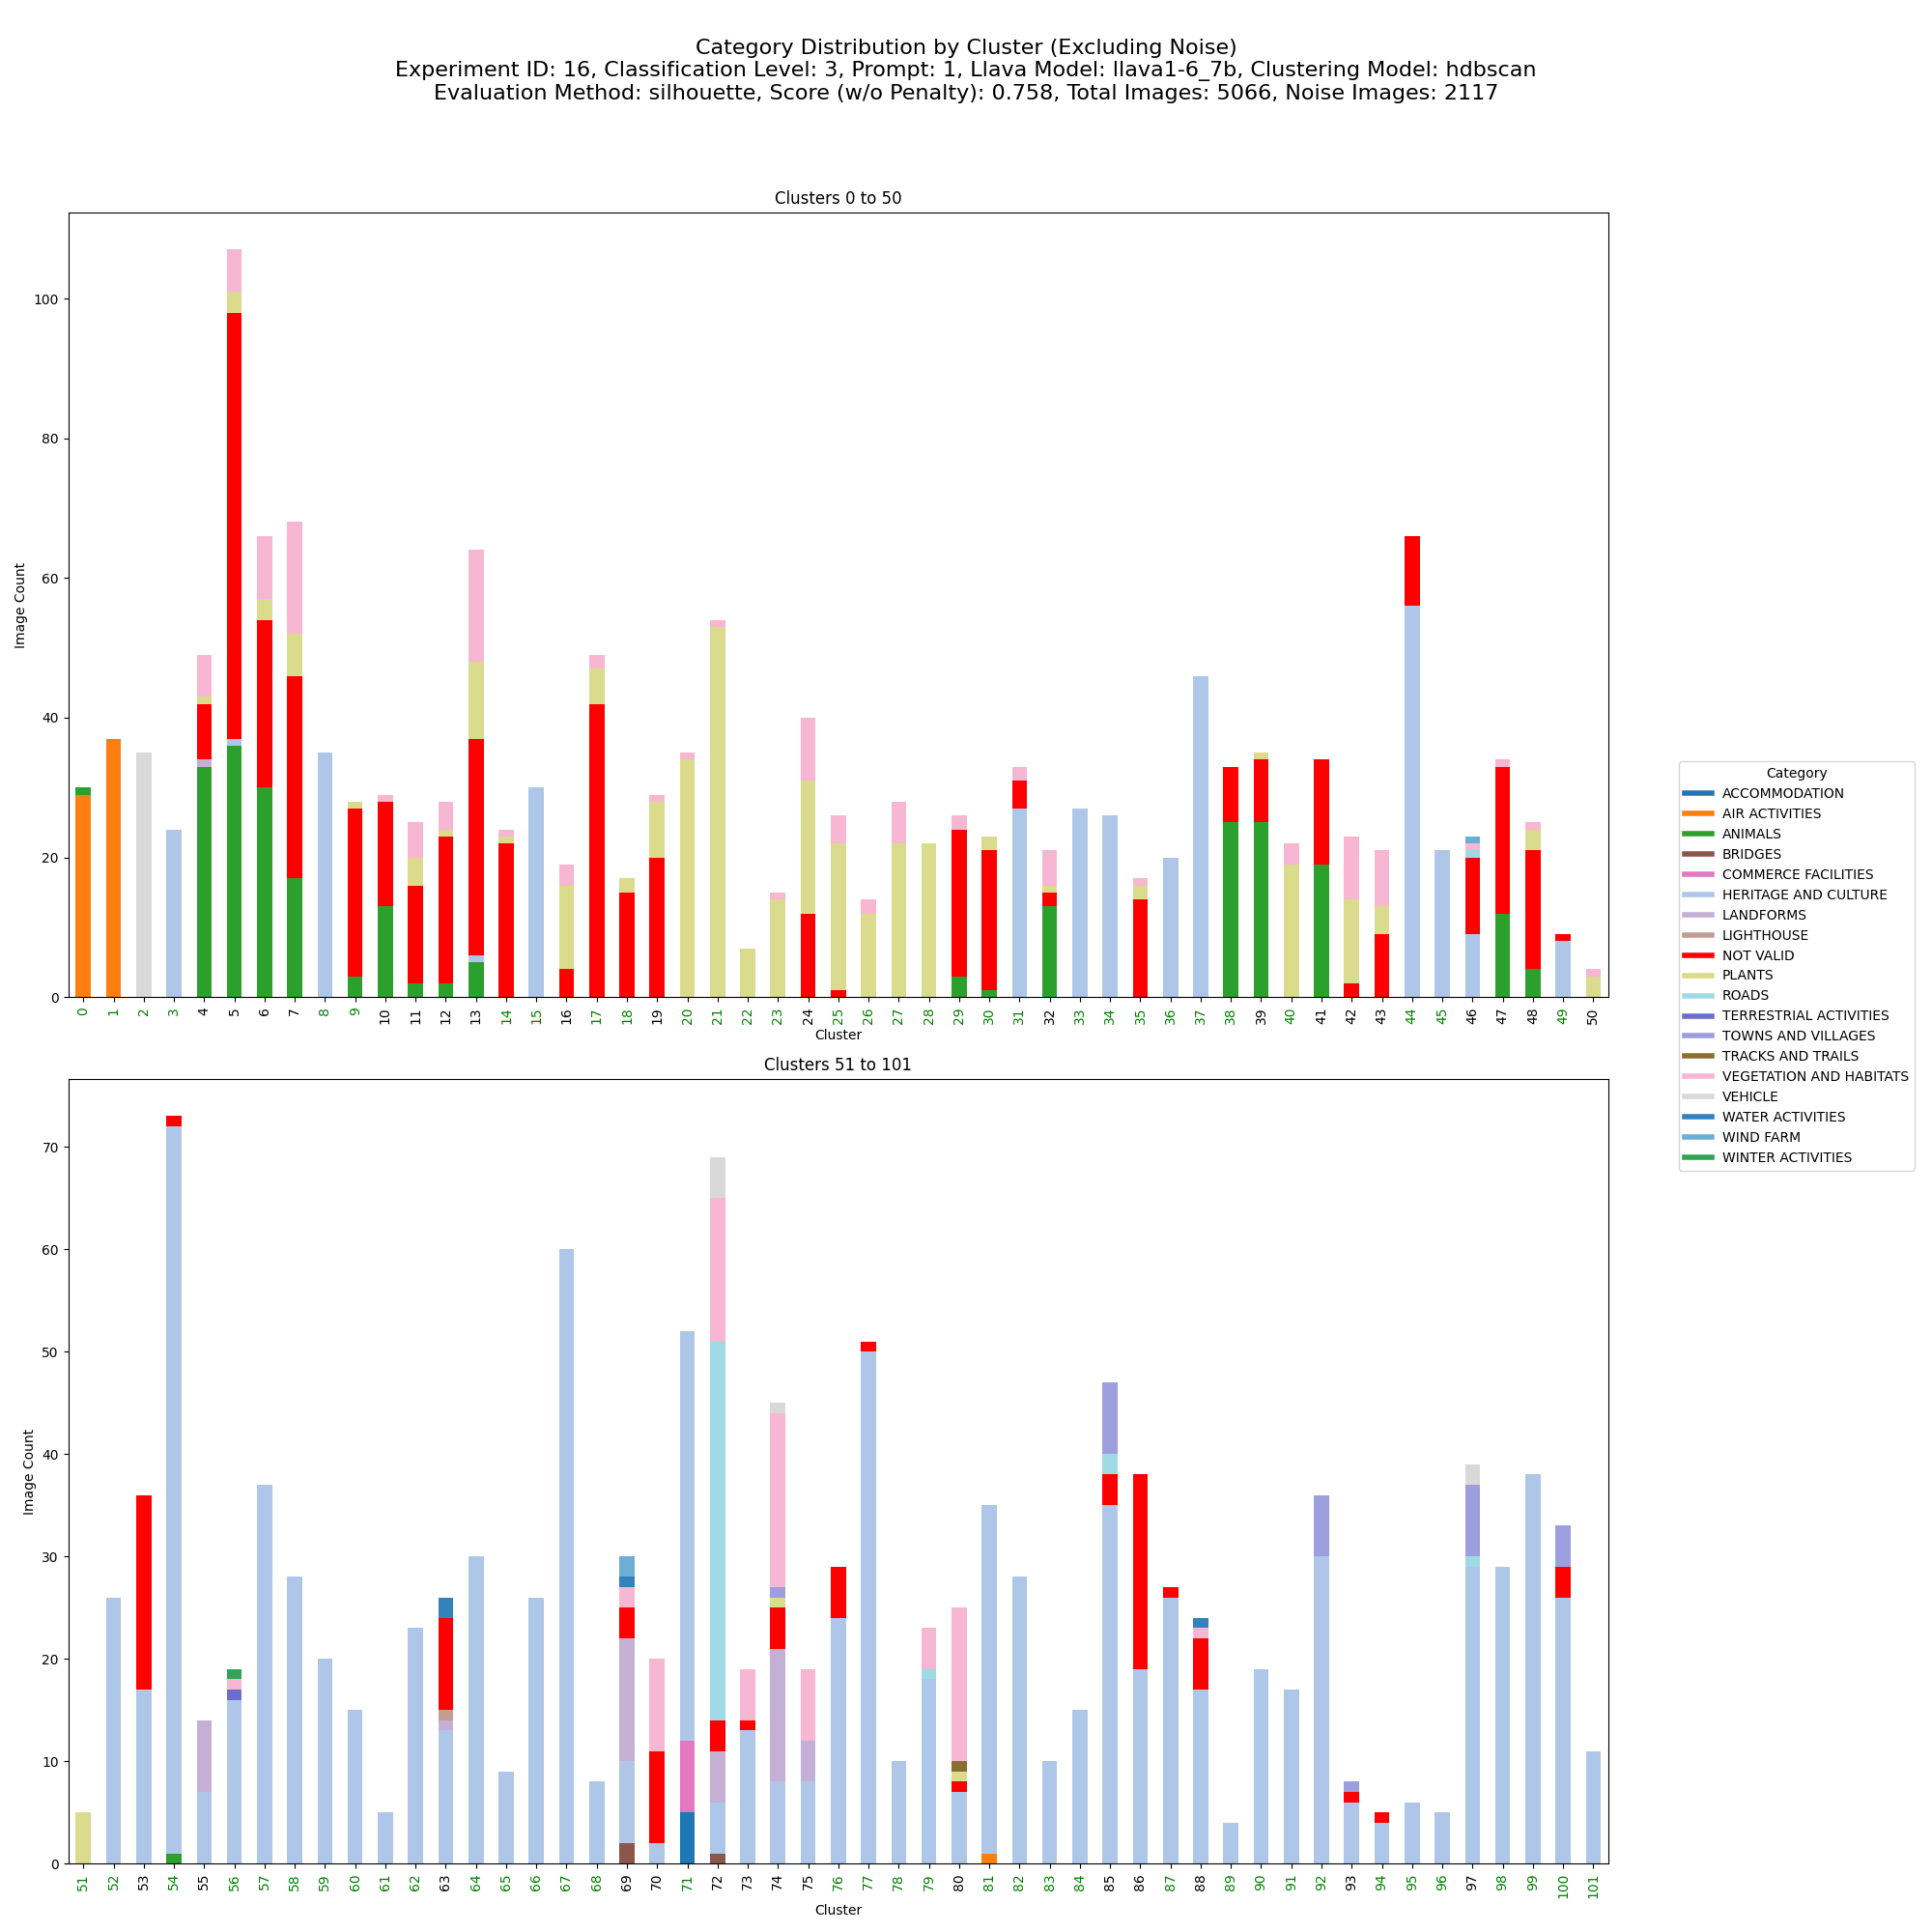 Category Distribution by Cluster (Excluding Noise)
Experiment ID: 16, Classification Level: 3, Prompt: 1, Llava Model: llava1-6_7b, Clustering Model: hdbscan
Evaluation Method: silhouette, Score (w/o Penalty): 0.758, Total Images: 5066, Noise Images: 2117
Clusters 0 to 50
Image Count
100
80
60
40
20
0
0 1 2 3 4 5 6 7 8 9 10 11 12 13 14 15 16 17 18 19 20 21 22 23 24 25 26 27 28 29 30 31 32 33 34 35 36 37 38 39 40 41 42 43 44 45 46 47 48 49 50
Cluster
Category
ACCOMMODATION
AIR ACTIVITIES
ANIMALS
BRIDGES
COMMERCE FACILITIES
HERITAGE AND CULTURE
LANDFORMS
LIGHTHOUSE
NOT VALID
PLANTS
ROADS
TERRESTRIAL ACTIVITIES
TOWNS AND VILLAGES
TRACKS AND TRAILS
VEGETATION AND HABITATS
VEHICLE
WATER ACTIVITIES
WIND FARM
WINTER ACTIVITIES
Clusters 51 to 101
Image Count
70
60
50
40
30
20
10
0
51 52 53 54 55 56 57 58 59 60 61 62 63 64 65 66 67 68 69 70 71 72 73 74 75 76 77 78 79 80 81 82 83 84 85 86 87 88 89 90 91 92 93 94 95 96 97 98 99 100 101
Cluster